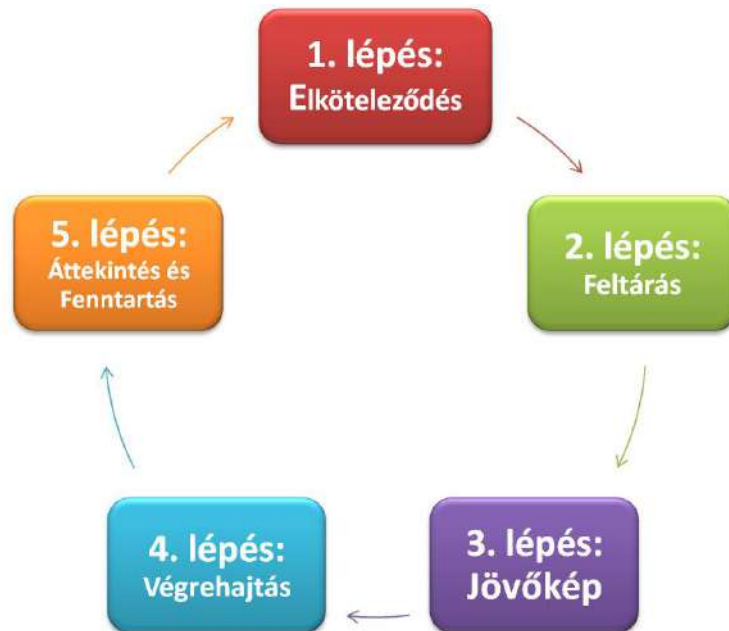 1. lépés:
Elköteleződés
2. lépés:
Feltárás
3. lépés:
Jövőkép
4. lépés:
Végrehajtás
5. lépés:
Áttekintés és
Fenntartás